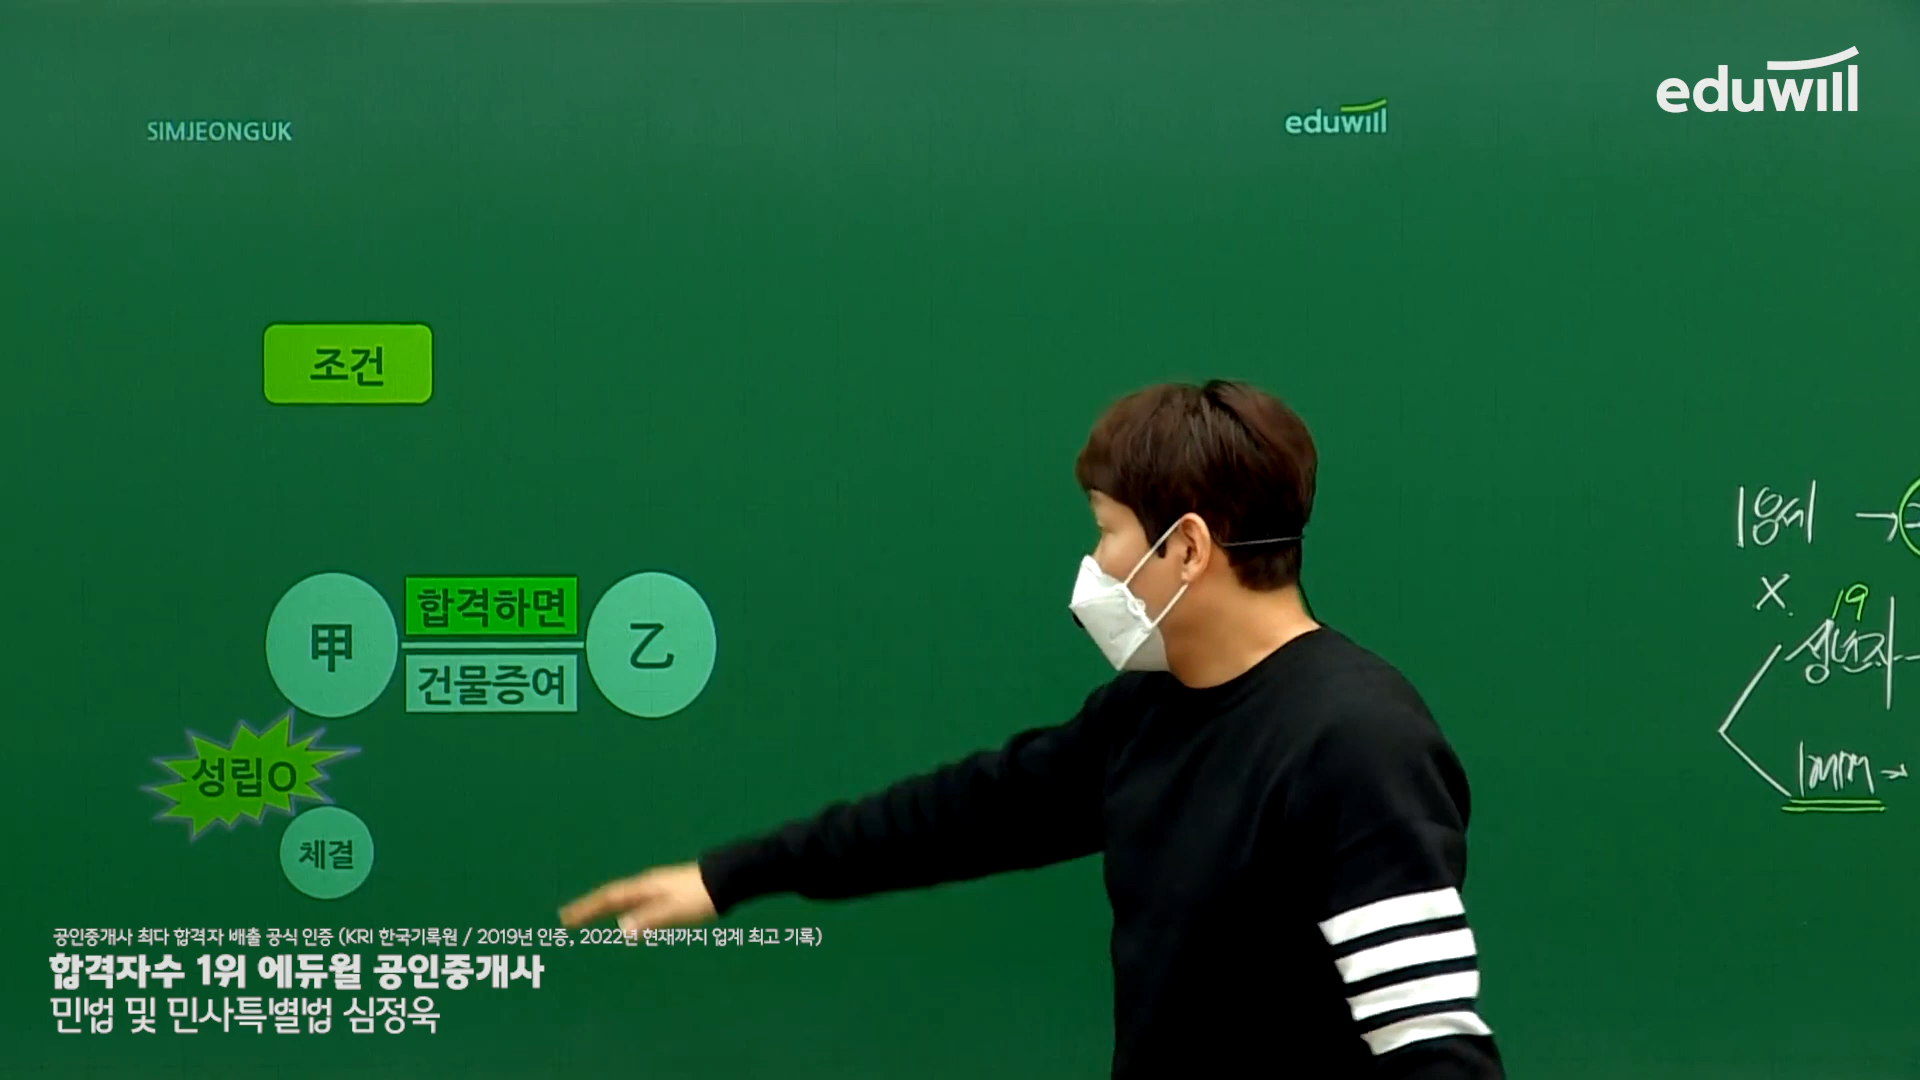 eduwill
SIMJEONGUK
eduwill
조건
甲
합격하면
건물증여
乙
성립O
체결
X
19
성년자
공인중개사 최다 합격자 배출 공식 인증 (KRI 한국기록원 / 2019년 인증, 2022년 현재까지 업계 최고 기록)
합격자수 1위 에듀윌 공인중개사
민법 및 민사특별법 심정욱